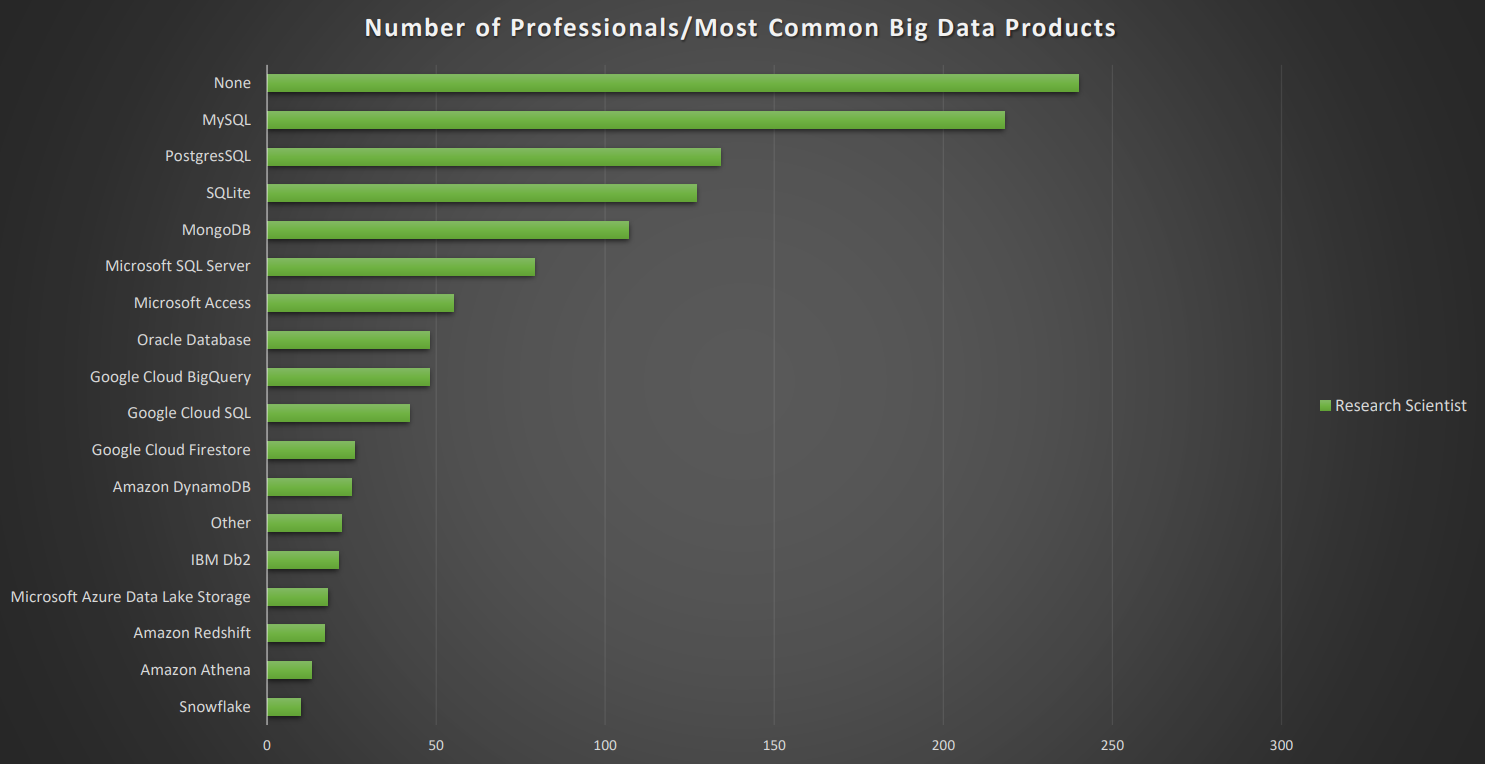 Number of Professionals/Most Common Big Data Products
None
MySQL
PostgresSQL
SQLite
MongoDB
Microsoft SQL Server
Microsoft Access
Oracle Database
Google Cloud BigQuery
Google Cloud SQL
Google Cloud Firestore
Amazon DynamoDB
Other
IBM Db2
Microsoft Azure Data Lake Storage
Amazon Redshift
Amazon Athena
Snowflake
0 50 100 150 200 250 300
Research Scientist